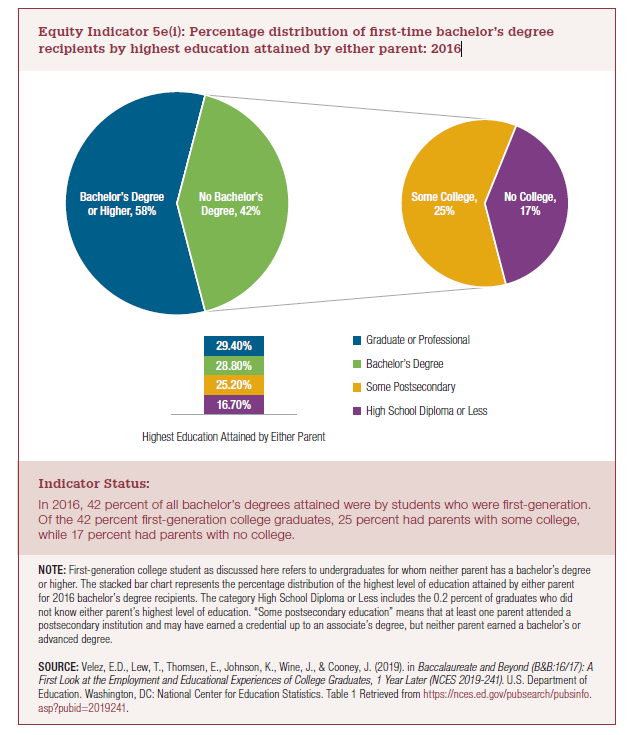 Equity Indicator 5e(i): Percentage distribution of first-time bachelor's degree
recipients by highest education attained by either parent: 2016
Bachelor's Degree
or Higher, 58%
No Bachelor's
Degree, 42%
Some College,
25%
No College,
17%
29.40%
28.80%
25.20%
16.70%
Highest Education Attained by Either Parent
Graduate or Professional
Bachelor's Degree
Some Postsecondary
High School Diploma or Less
Indicator Status:
In 2016, 42 percent of all bachelor's degrees attained were by students who were first-generation.
Of the 42 percent first-generation college graduates, 25 percent had parents with some college,
while 17 percent had parents with no college.
NOTE: First-generation college student as discussed here refers to undergraduates for whom neither parent has a bachelor's degree
or higher. The stacked bar chart represents the percentage distribution of the highest level of education attained by either parent
for 2016 bachelor's degree recipients. The category High School Diploma or Less includes the 0.2 percent of graduates who did
not know either parent's highest level of education. "Some postsecondary education" means that at least one parent attended a
postsecondary institution and may have earned a credential up to an associate's degree, but neither parent earned a bachelor's or
advanced degree.
SOURCE: Velez, E.D., Lew, T., Thomsen, E., Johnson, K., Wine, J., & Cooney, J. (2019). in Baccalaureate and Beyond (B&B:16/17): A
First Look at the Employment and Educational Experiences of College Graduates, 1 Year Later (NCES 2019-241). U.S. Department of
Education. Washington, DC: National Center for Education Statistics. Table 1 Retrieved from https://nces.ed.gov/pubsearch/pubsinfo.
asp?pubid=2019241.